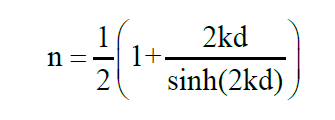 n = 1/2 (1 + 2kd/sinh(2kd))